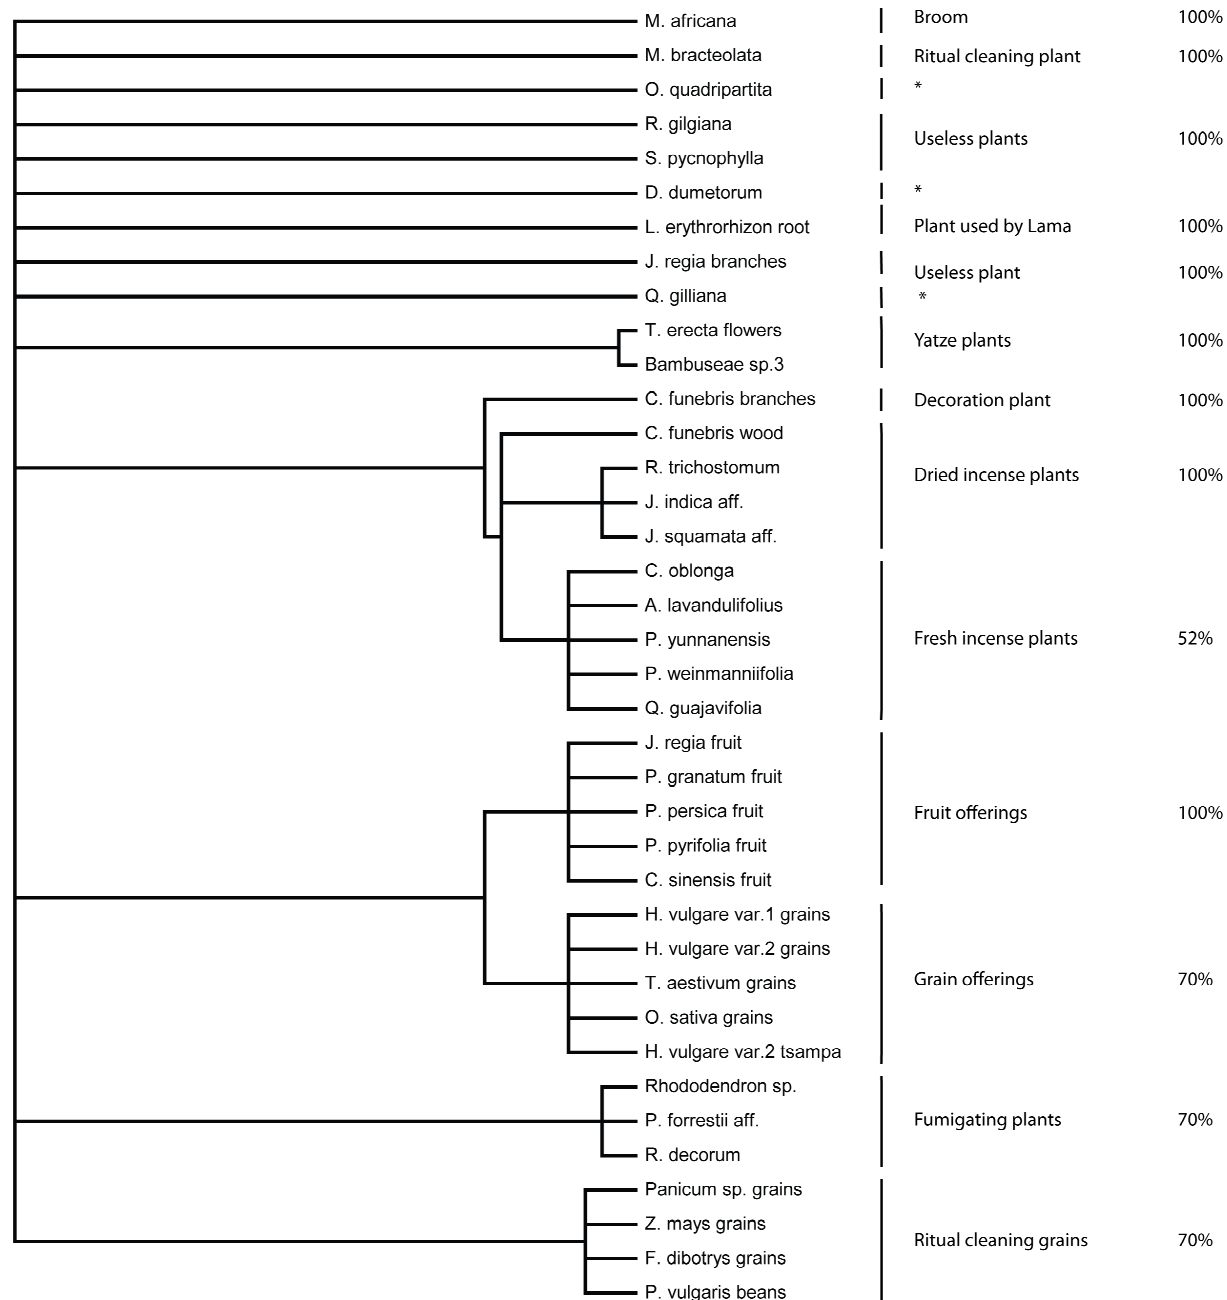 M. africana Broom 100%
M. bracteolata Ritual cleaning plant 100%
O. quadripartita *
R. gilgiana
Useless plants 100%
S. pycnophylla
D. dumetorum *
L. erythrorhizon root Plant used by Lama 100%
J. regia branches
Useless plant 100%
Q. gilliana *
T. erecta flowers
Yatze plants 100%
Bambuseae sp.3
C. funebris branches Decoration plant 100%
C. funebris wood
R. trichostomum
Dried incense plants 100%
J. indica aff.
J. squamata aff.
C. oblonga
A. lavandulifolius
P. yunnanensis Fresh incense plants 52%
P. weinmanniifolia
Q. guajavifolia
J. regia fruit
P. granatum fruit
P. persica fruit Fruit offerings 100%
P. pyrifolia fruit
C. sinensis fruit
H. vulgare var.1 grains
H. vulgare var.2 grains
T. aestivum grains Grain offerings 70%
O. sativa grains
H. vulgare var.2 tsampa
Rhododendron sp.
P. forrestii aff. Fumigating plants 70%
R. decorum
Panicum sp. grains
Z. mays grains
Ritual cleaning grains 70%
F. dibotrys grains
P. vulgaris beans